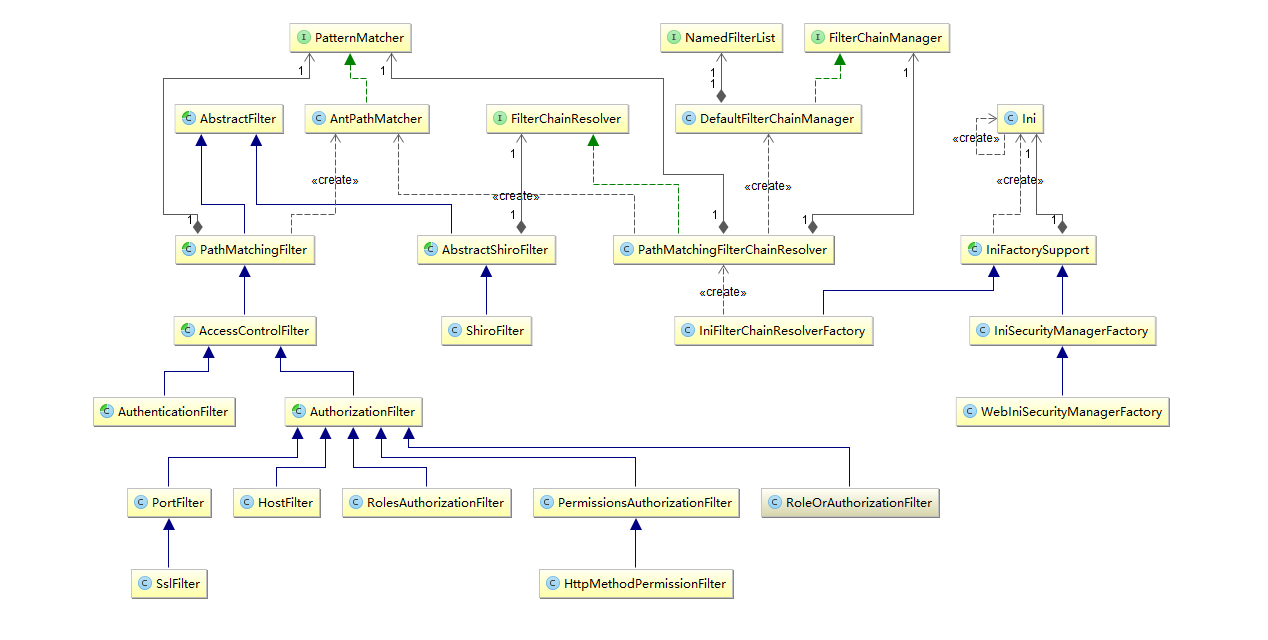 I PatternMatcher
I NamedFilterList
I FilterChainManager
1
1
1
1
1
C AbstractFilter
C AntPathMatcher
I FilterChainResolver
C DefaultFilterChainManager
C Ini
«create»
1
1
«create»
«create»
«create»
«create»
1
1
1
1
1
C PathMatchingFilter
C AbstractShiroFilter
C PathMatchingFilterChainResolver
C IniFactorySupport
«create»
C AccessControlFilter
C ShiroFilter
C IniFilterChainResolverFactory
C IniSecurityManagerFactory
C AuthenticationFilter
C AuthorizationFilter
C WebIniSecurityManagerFactory
C PortFilter
C HostFilter
C RolesAuthorizationFilter
C PermissionsAuthorizationFilter
C RoleOrAuthorizationFilter
C SslFilter
C HttpMethodPermissionFilter